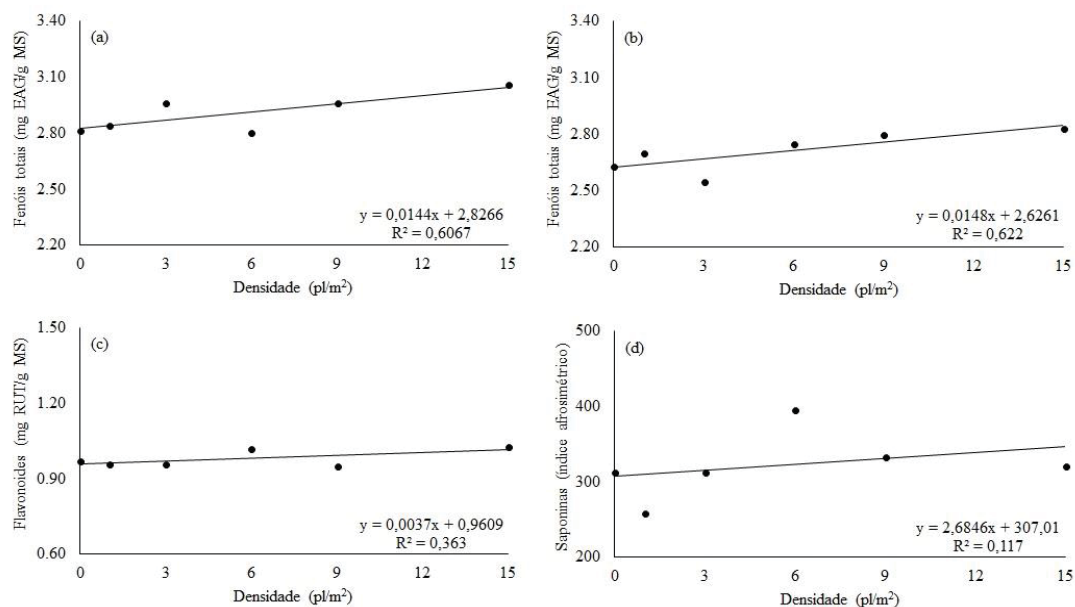 (a)
Fenóis totais (mg EAG/g MS)
3.40
3.10
2.80
2.50
2.20
y = 0,0144x + 2,8266
R² = 0,6067
0 3 6 9 12 15
Densidade (pl/m²)
(b)
Fenóis totais (mg EAG/g MS)
3.40
3.10
2.80
2.50
2.20
y = 0,0148x + 2,6261
R² = 0,622
0 3 6 9 12 15
Densidade (pl/m²)
(c)
Flavonoides (mg RUT/g MS)
1.50
1.20
0.90
0.60
y = 0,0037x + 0,9609
R² = 0,363
0 3 6 9 12 15
Densidade (pl/m²)
(d)
Saponinas (índice afrosimétrico)
500
400
300
200
y = 2,6846x + 307,01
R² = 0,117
0 3 6 9 12 15
Densidade (pl/m²)